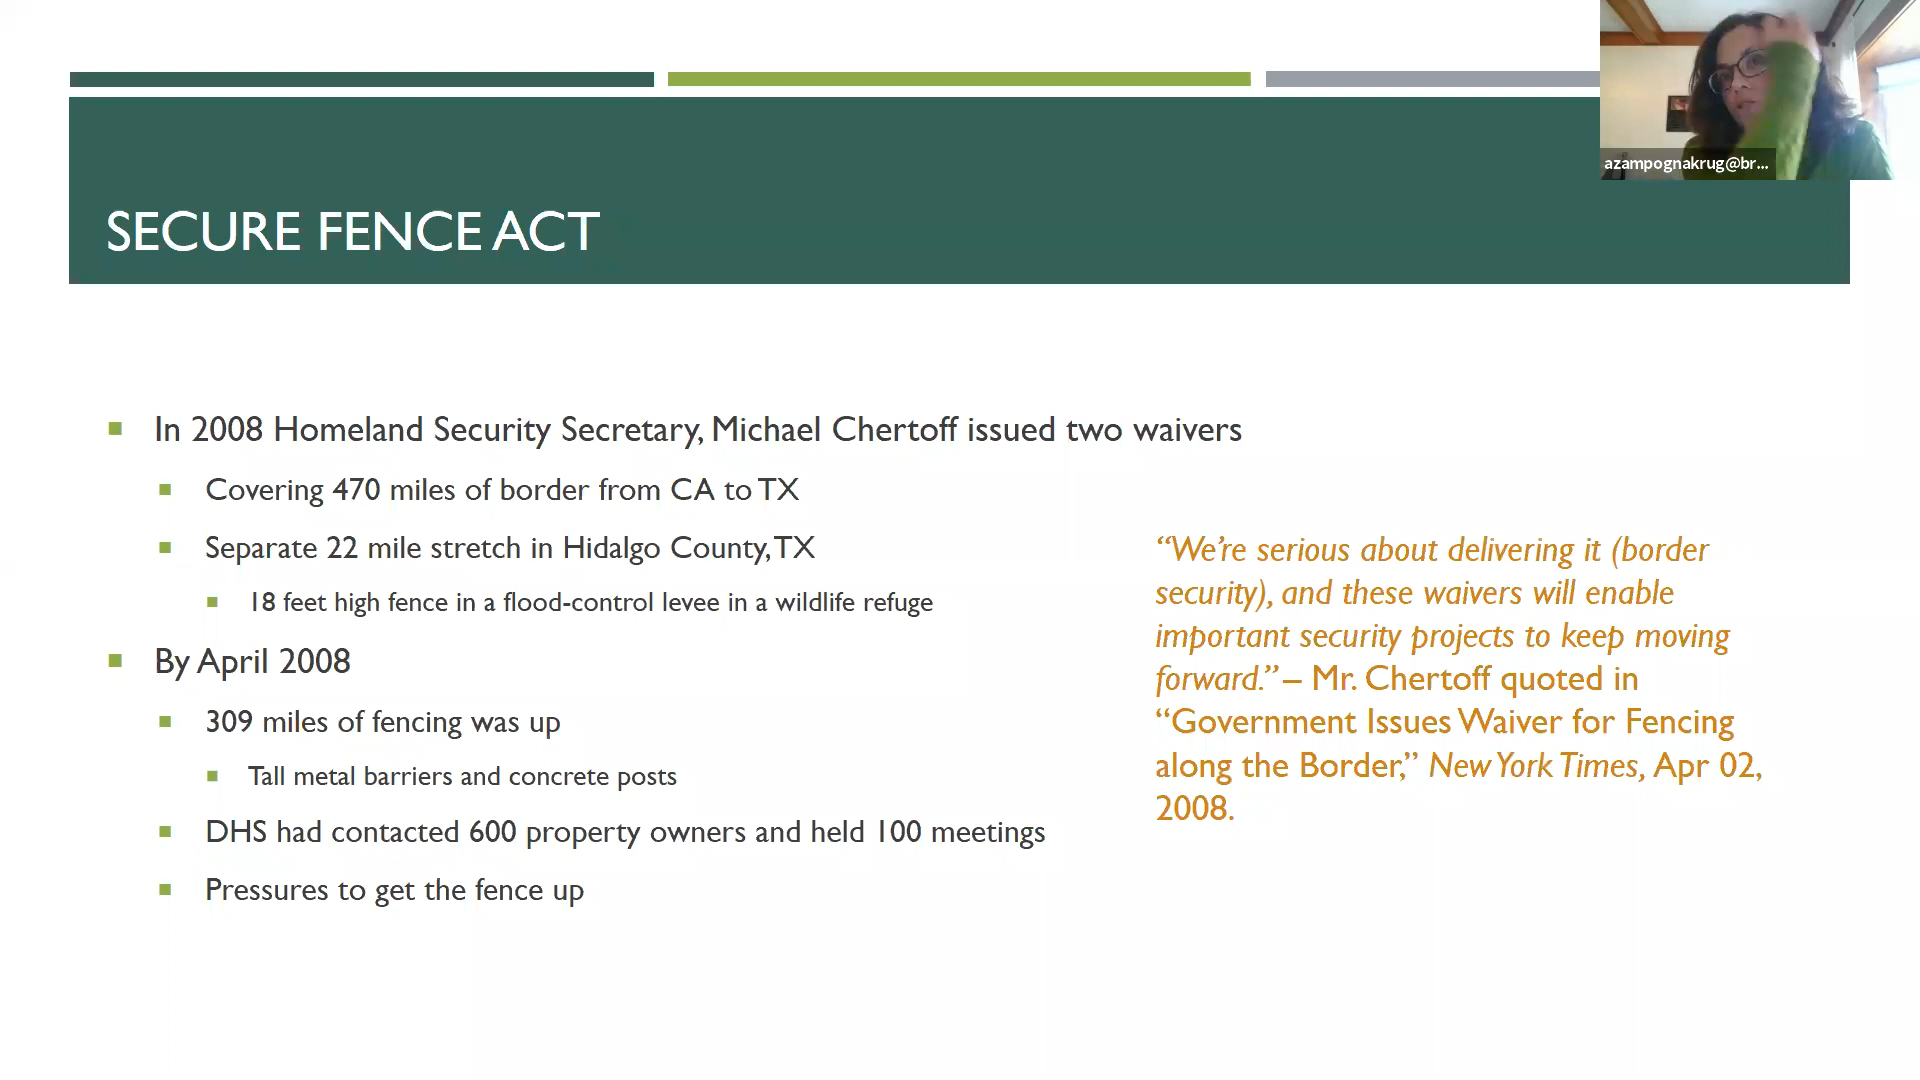 azampognakrug@br...
SECURE FENCE ACT
In 2008 Homeland Security Secretary, Michael Chertoff issued two waivers
Covering 470 miles of border from CA to TX
Separate 22 mile stretch in Hidalgo County, TX
18 feet high fence in a flood-control levee in a wildlife refuge
By April 2008
309 miles of fencing was up
Tall metal barriers and concrete posts
DHS had contacted 600 property owners and held 100 meetings
Pressures to get the fence up
“We’re serious about delivering it (border
security), and these waivers will enable
important security projects to keep moving
forward.” – Mr. Chertoff quoted in
“Government Issues Waiver for Fencing
along the Border,” New York Times, Apr 02,
2008.